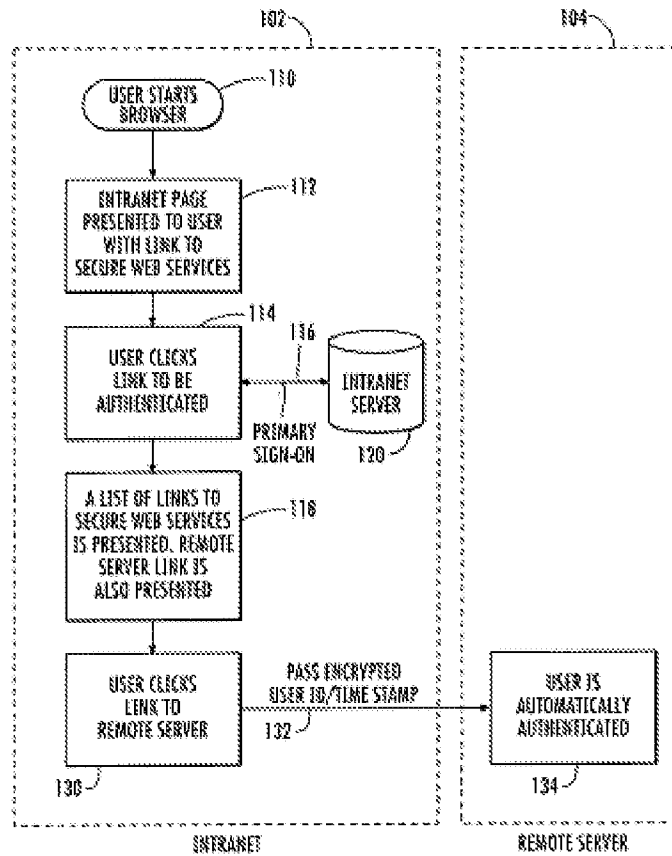 102
104
USER STARTS
BROWSER
110
INTRANET PAGE
PRESENTED TO USER
WITH LINK TO
SECURE WEB SERVICES
112
114
USER CLICKS
LINK TO BE
AUTHENTICATED
116
PRIMARY
SIGN-ON
INTRANET
SERVER
120
A LIST OF LINKS TO
SECURE WEB SERVICES
IS PRESENTED. REMOTE
SERVER LINK IS
ALSO PRESENTED
118
USER CLICKS
LINK TO
REMOTE SERVER
130
PASS ENCRYPTED
USER ID/TIME STAMP
132
USER IS
AUTOMATICALLY
AUTHENTICATED
134
INTRANET
REMOTE SERVER